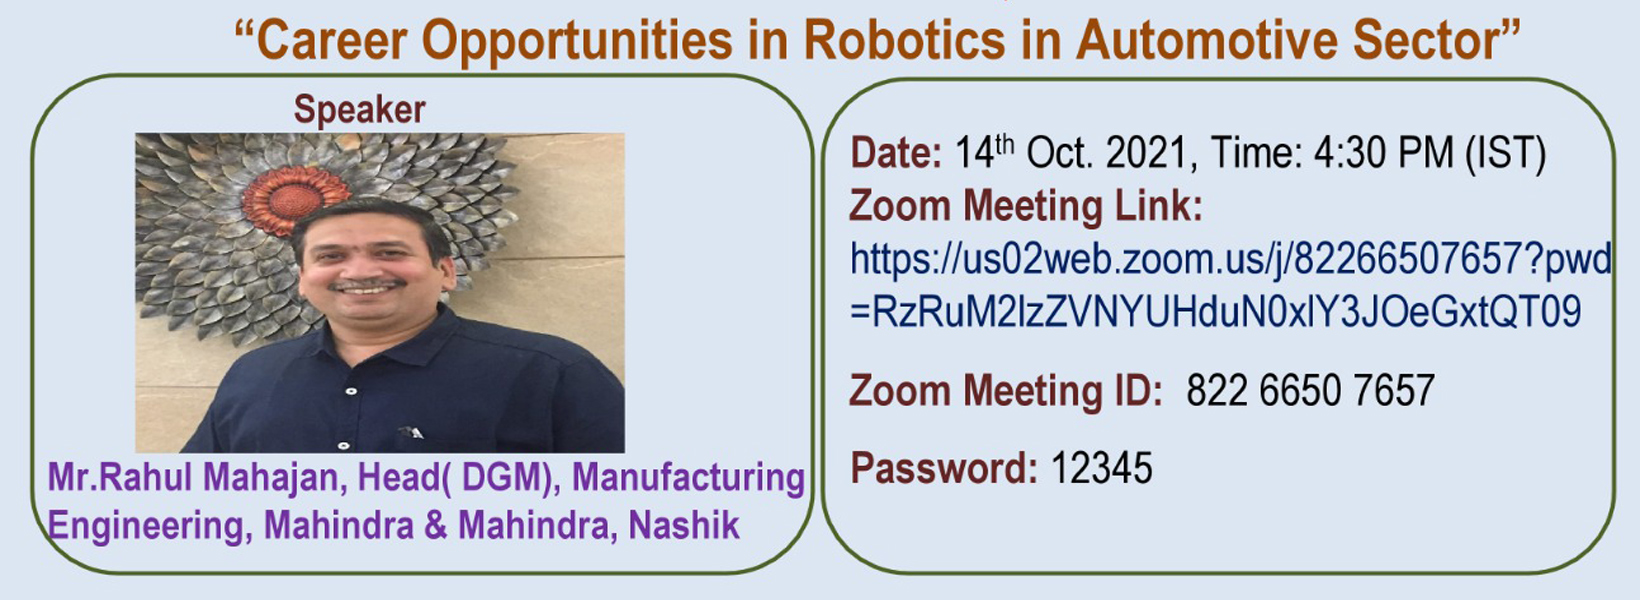 “Career Opportunities in Robotics in Automotive Sector”
Speaker
Mr.Rahul Mahajan, Head( DGM), Manufacturing
Engineering, Mahindra & Mahindra, Nashik
Date: 14th Oct. 2021, Time: 4:30 PM (IST)
Zoom Meeting Link:
https://us02web.zoom.us/j/82266507657?pwd
=RzRuM2lzZVNYUHduN0xlY3JOeGxtQT09
Zoom Meeting ID: 822 6650 7657
Password: 12345